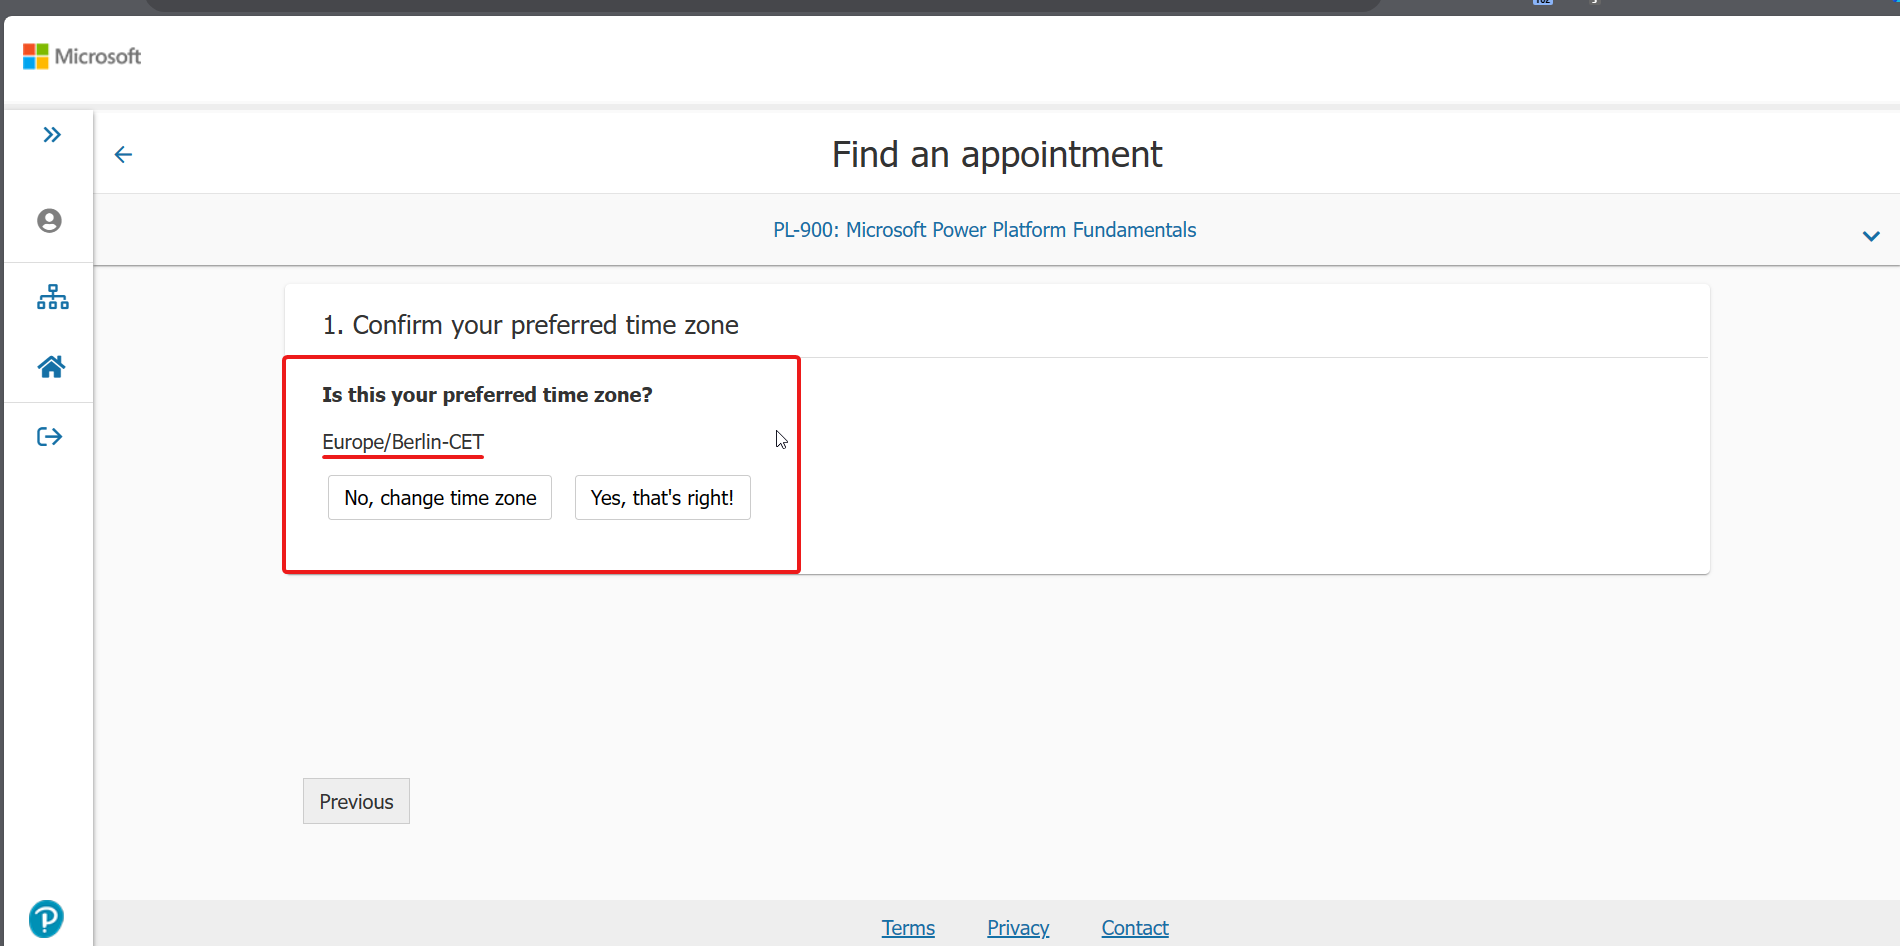 Microsoft
Find an appointment
PL-900: Microsoft Power Platform Fundamentals
1. Confirm your preferred time zone
Is this your preferred time zone?
Europe/Berlin-CET
No, change time zone
Yes, that's right!
Previous
Terms
Privacy
Contact